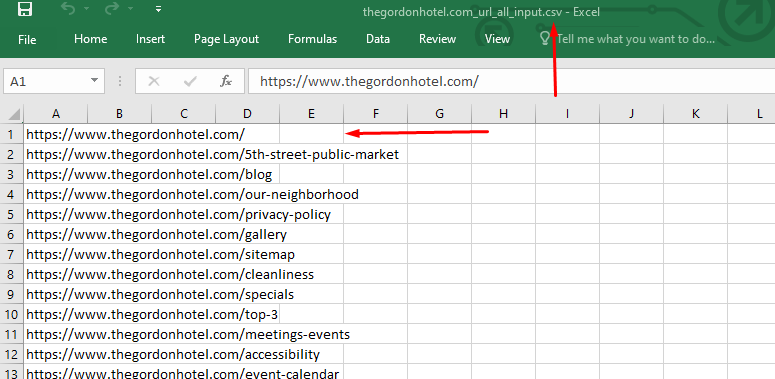 thegordonhotel.com_url_all_input.csv - Excel
File Home Insert Page Layout Formulas Data Review View Tell me what you want to do...
A1 fx https://www.thegordonhotel.com/
A B C D E F G H I J K L
1 https://www.thegordonhotel.com/
2 https://www.thegordonhotel.com/5th-street-public-market
3 https://www.thegordonhotel.com/blog
4 https://www.thegordonhotel.com/our-neighborhood
5 https://www.thegordonhotel.com/privacy-policy
6 https://www.thegordonhotel.com/gallery
7 https://www.thegordonhotel.com/sitemap
8 https://www.thegordonhotel.com/cleanliness
9 https://www.thegordonhotel.com/specials
10 https://www.thegordonhotel.com/top-3
11 https://www.thegordonhotel.com/meetings-events
12 https://www.thegordonhotel.com/accessibility
13 https://www.thegordonhotel.com/event-calendar